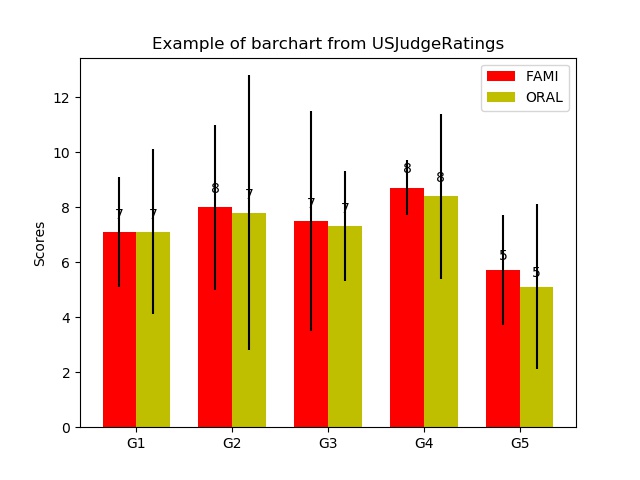 Example of barchart from USJudgeRatings
FAMI
ORAL
12
10
8
6
4
2
0
Scores
7 7 8 7 7 7 8 8 5 5
G1 G2 G3 G4 G5